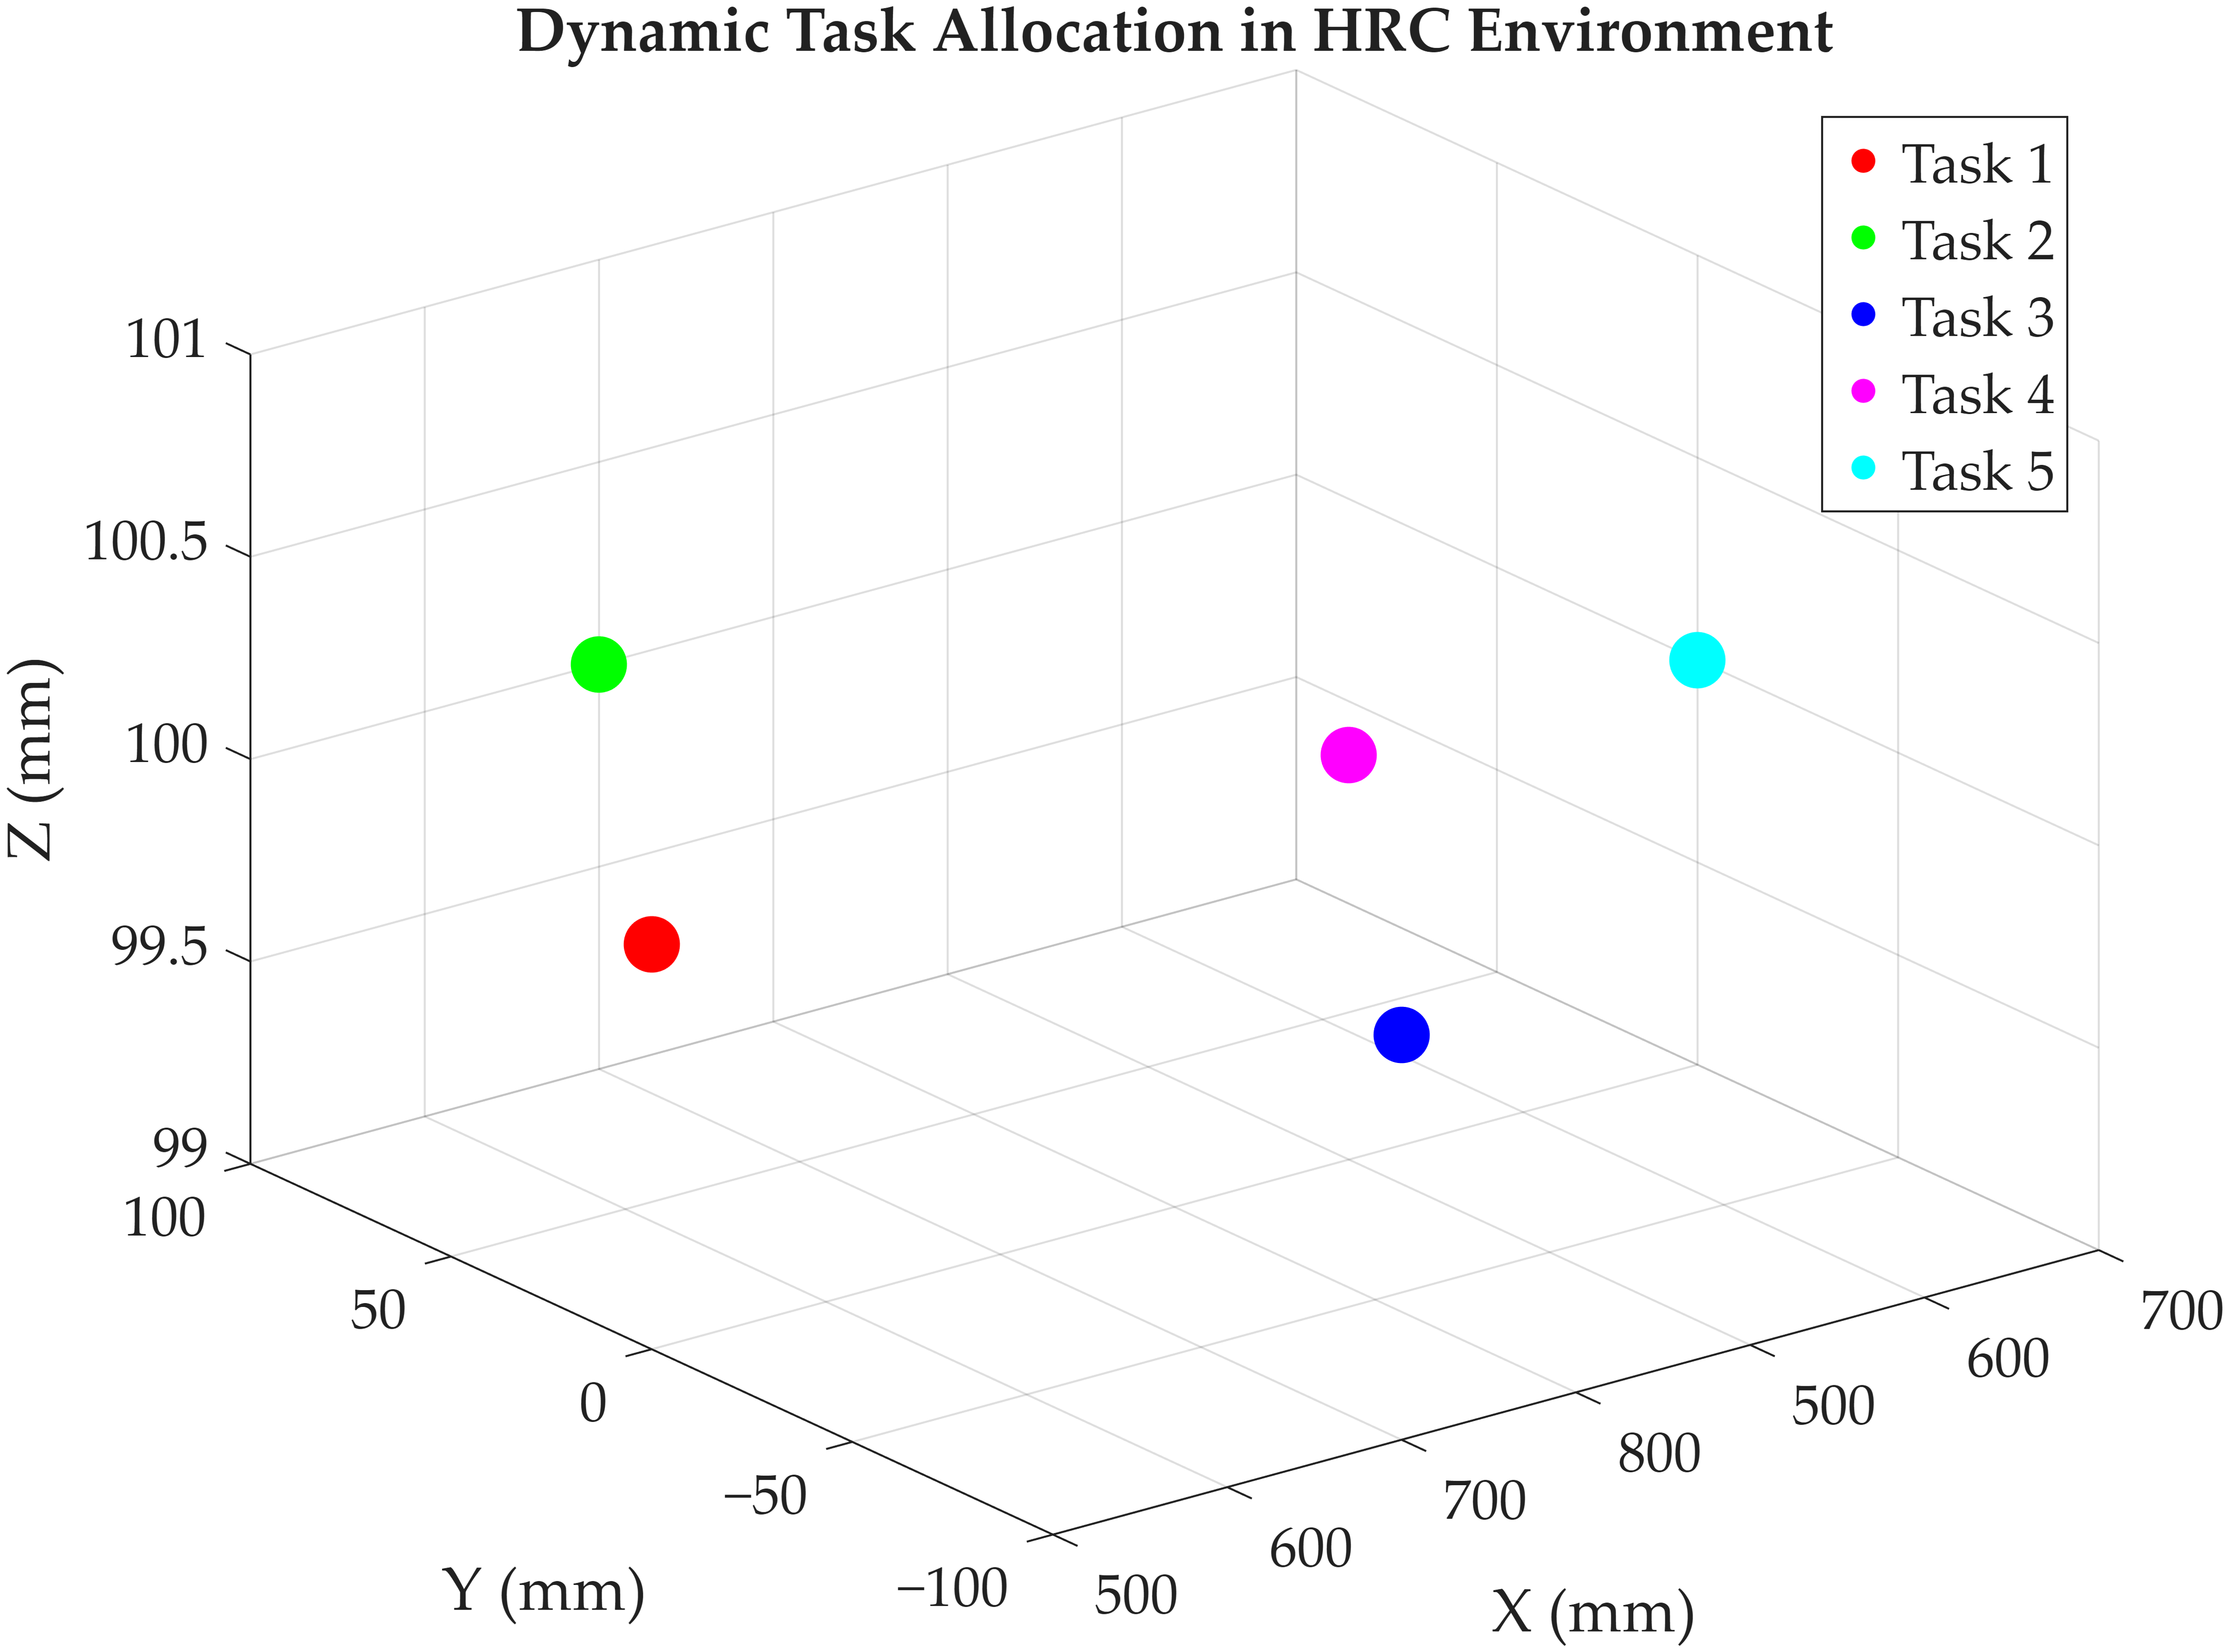 Dynamic Task Allocation in HRC Environment
Task 1
Task 2
Task 3
Task 4
Task 5
Z (mm)
101
100.5
100
99.5
99
100
50
0
−50
−100
Y (mm)
500
600
700
800
500
600
700
X (mm)